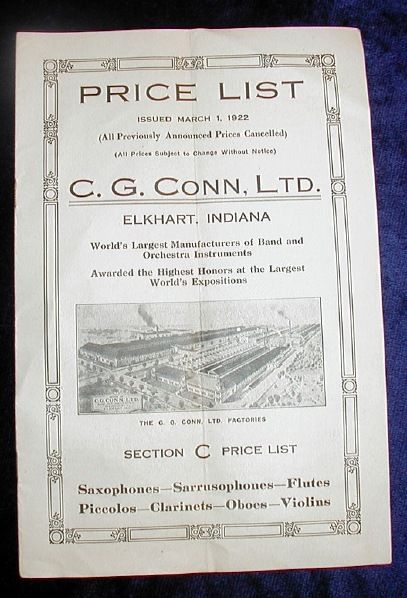 PRICE LIST
ISSUED MARCH 1, 1922
(All Previously Announced Prices Cancelled)
(All Prices Subject to Change Without Notice)
C. G. CONN, LTD.
ELKHART, INDIANA
World's Largest Manufacturers of Band and
Orchestra Instruments
Awarded the Highest Honors at the Largest
World's Expositions
C.G. CONN, LTD.
THE C. G. CONN, LTD. FACTORIES
SECTION C PRICE LIST
Saxophones—Sarrusophones—Flutes
Piccolos—Clarinets—Oboes—Violins